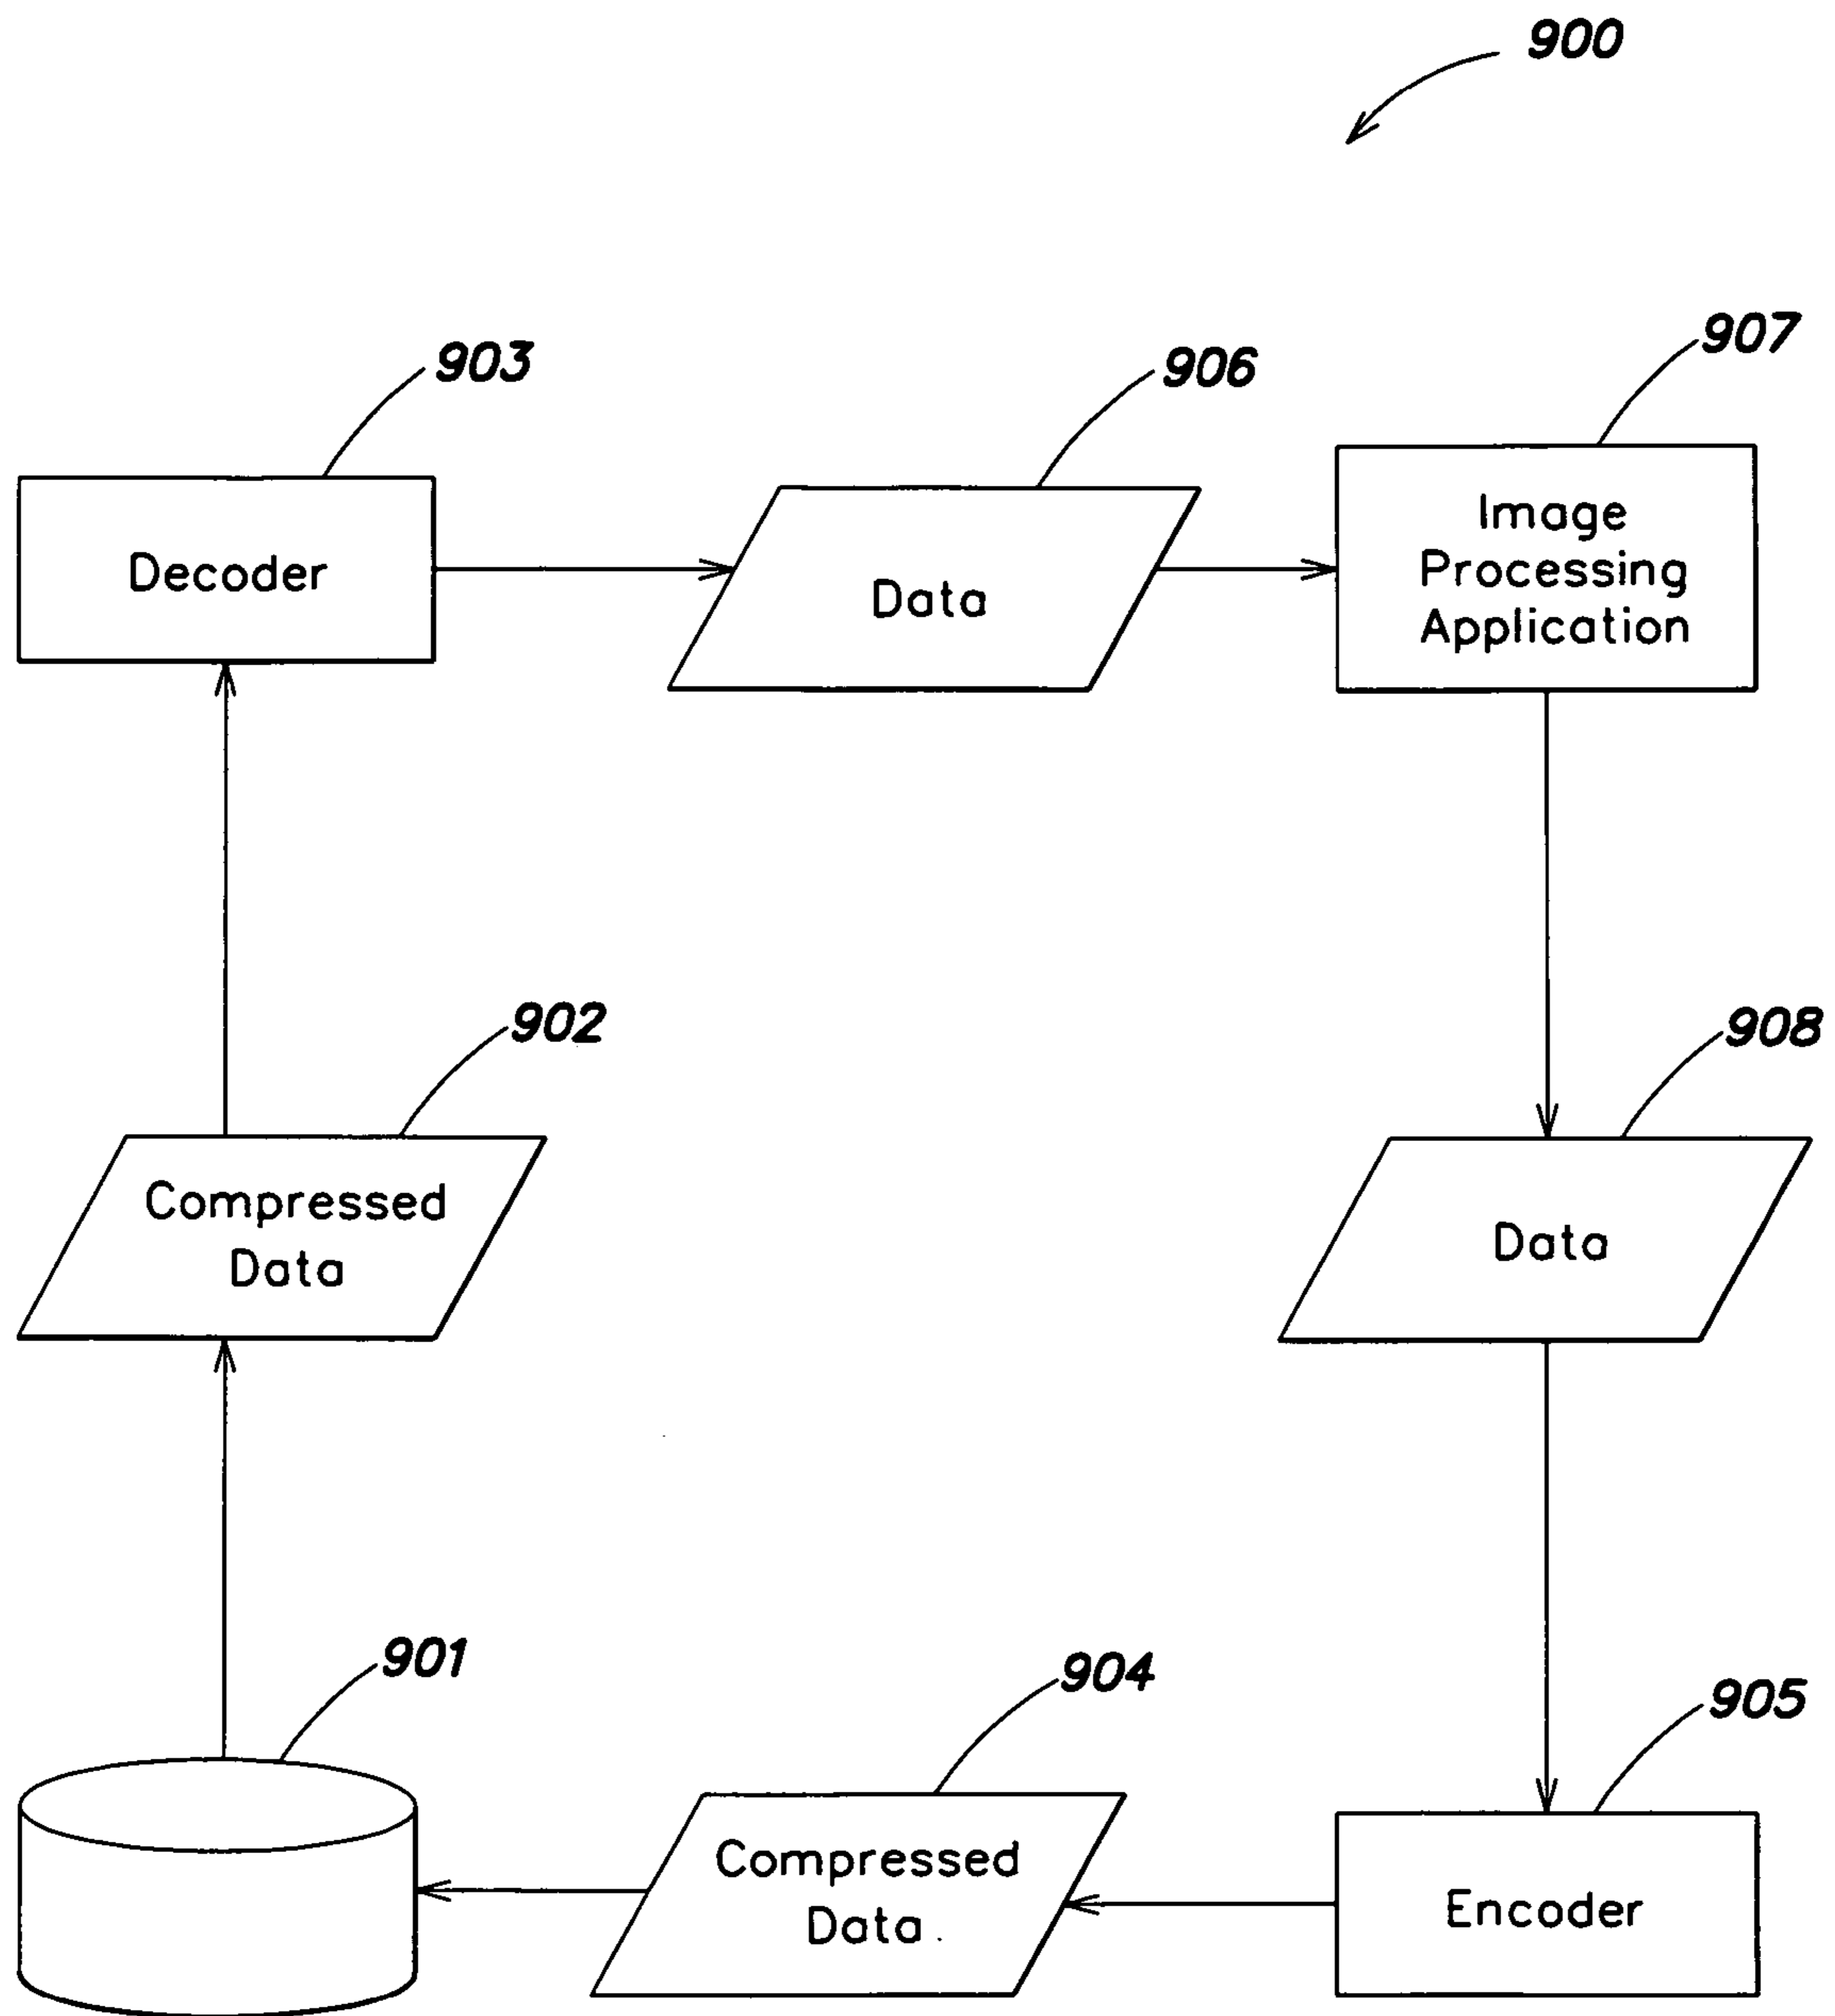 900
903
906
907
Decoder
Data
Image
Processing
Application
902
908
Compressed
Data
Data
901
904
905
Compressed
Data
Encoder